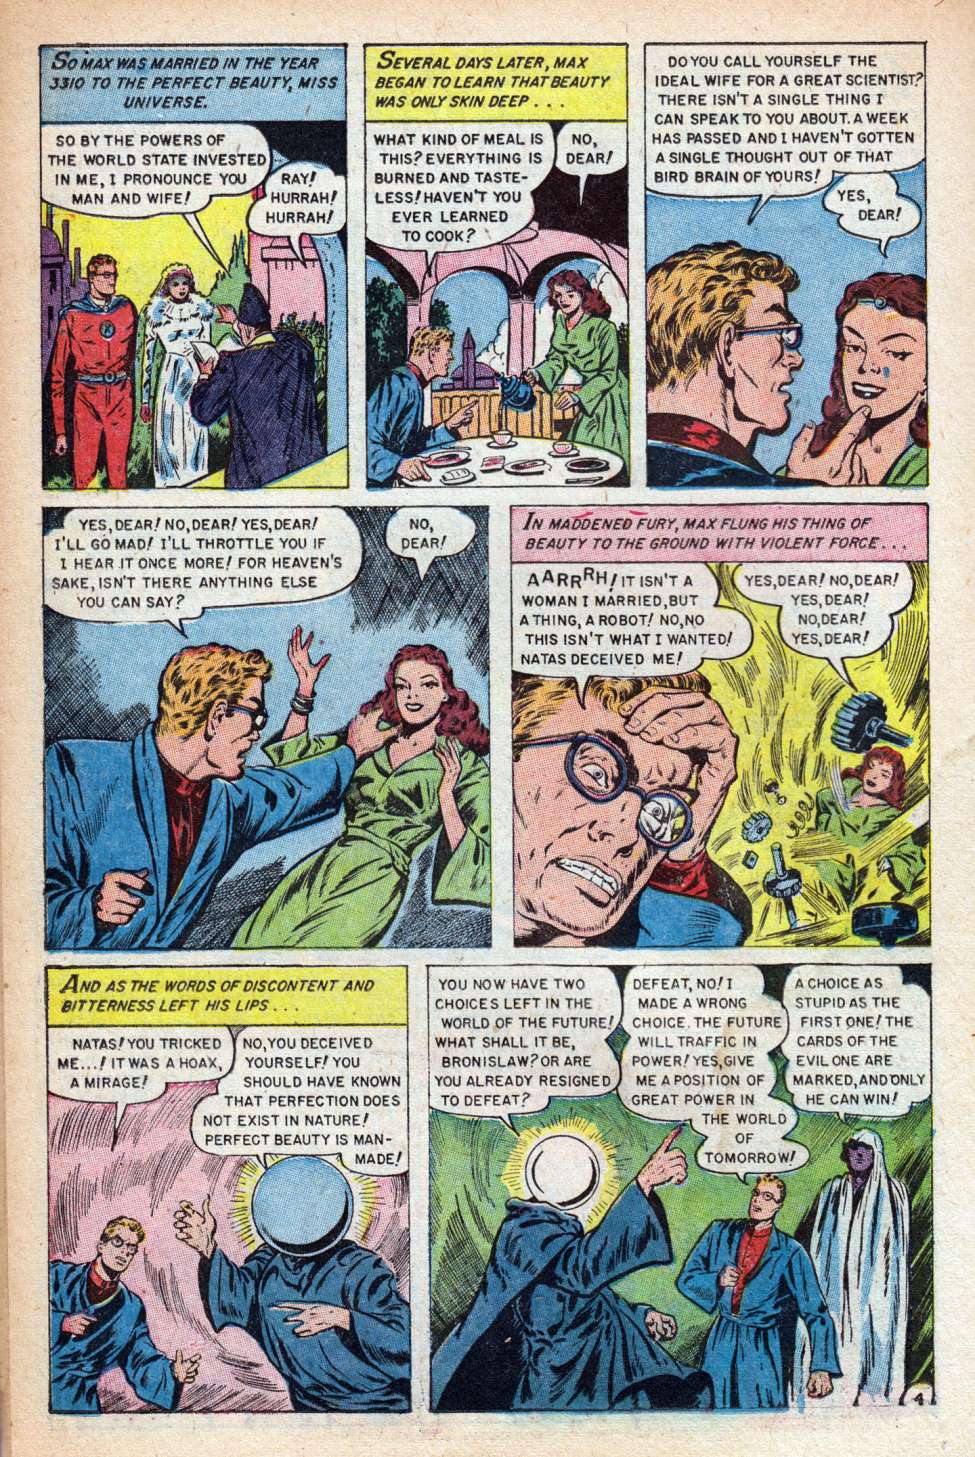 SO MAX WAS MARRIED IN THE YEAR
3310 TO THE PERFECT BEAUTY, MISS
UNIVERSE.
SO BY THE POWERS OF
THE WORLD STATE INVESTED
IN ME, I PRONOUNCE YOU
MAN AND WIFE!
RAY!
HURRAH!
HURRAH!
SEVERAL DAYS LATER, MAX
BEGAN TO LEARN THAT BEAUTY
WAS ONLY SKIN DEEP...
WHAT KIND OF MEAL IS
THIS? EVERYTHING IS
BURNED AND TASTE-
LESS! HAVEN'T YOU
EVER LEARNED
TO COOK?
NO,
DEAR!
DO YOU CALL YOURSELF THE
IDEAL WIFE FOR A GREAT SCIENTIST?
THERE ISN'T A SINGLE THING I
CAN SPEAK TO YOU ABOUT. A WEEK
HAS PASSED AND I HAVEN'T GOTTEN
A SINGLE THOUGHT OUT OF THAT
BIRD BRAIN OF YOURS!
YES,
DEAR!
YES, DEAR! NO, DEAR! YES, DEAR!
I'LL GO MAD! I'LL THROTTLE YOU IF
I HEAR IT ONCE MORE! FOR HEAVEN'S
SAKE, ISN'T THERE ANYTHING ELSE
YOU CAN SAY?
NO,
DEAR!
IN MADDENED FURY, MAX FLUNG HIS THING OF
BEAUTY TO THE GROUND WITH VIOLENT FORCE...
AARRRH! IT ISN'T A
WOMAN I MARRIED, BUT
A THING, A ROBOT! NO, NO
THIS ISN'T WHAT I WANTED!
NATAS DECEIVED ME!
YES, DEAR! NO, DEAR!
YES, DEAR!
NO, DEAR!
YES, DEAR!
AND AS THE WORDS OF DISCONTENT AND
BITTERNESS LEFT HIS LIPS...
NATAS! YOU TRICKED
ME...! IT WAS A HOAX,
A MIRAGE!
NO, YOU DECEIVED
YOURSELF! YOU
SHOULD HAVE KNOWN
THAT PERFECTION DOES
NOT EXIST IN NATURE!
PERFECT BEAUTY IS MAN-
MADE!
YOU NOW HAVE TWO
CHOICES LEFT IN THE
WORLD OF THE FUTURE!
WHAT SHALL IT BE,
BRONISLAW? OR ARE
YOU ALREADY RESIGNED
TO DEFEAT?
DEFEAT, NO! I
MADE A WRONG
CHOICE. THE FUTURE
WILL TRAFFIC IN
POWER! YES, GIVE
ME A POSITION OF
GREAT POWER IN
THE WORLD
OF
TOMORROW!
A CHOICE AS
STUPID AS THE
FIRST ONE! THE
CARDS OF THE
EVIL ONE ARE
MARKED, AND ONLY
HE CAN WIN!
4